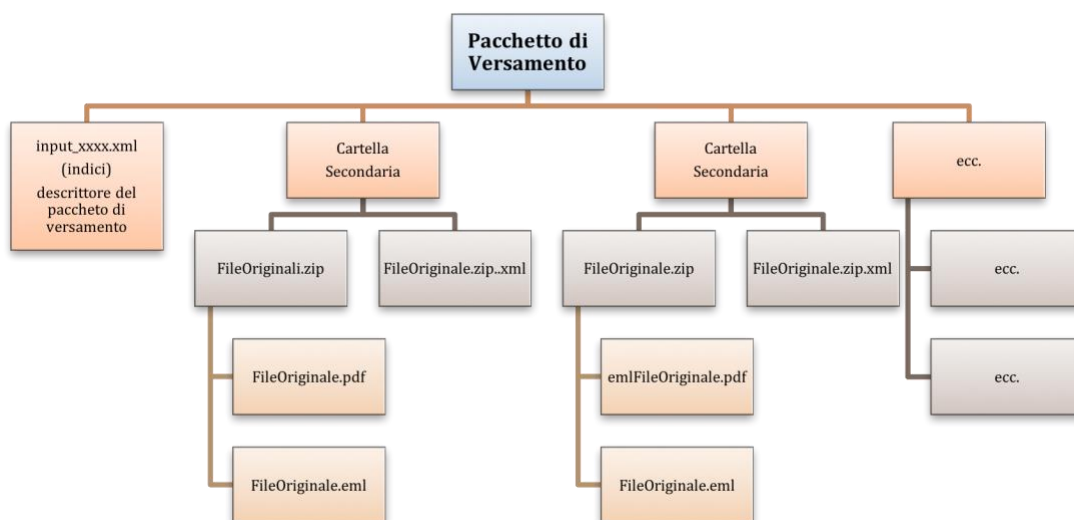 Pacchetto di
Versamento
input_xxxx.xml
(indici)
descrittore del
paccheto di
versamento
Cartella
Secondaria
Cartella
Secondaria
ecc.
FileOriginali.zip
FileOriginale.zip..xml
FileOriginale.zip
FileOriginale.zip.xml
ecc.
FileOriginale.pdf
emlFileOriginale.pdf
ecc.
FileOriginale.eml
FileOriginale.eml